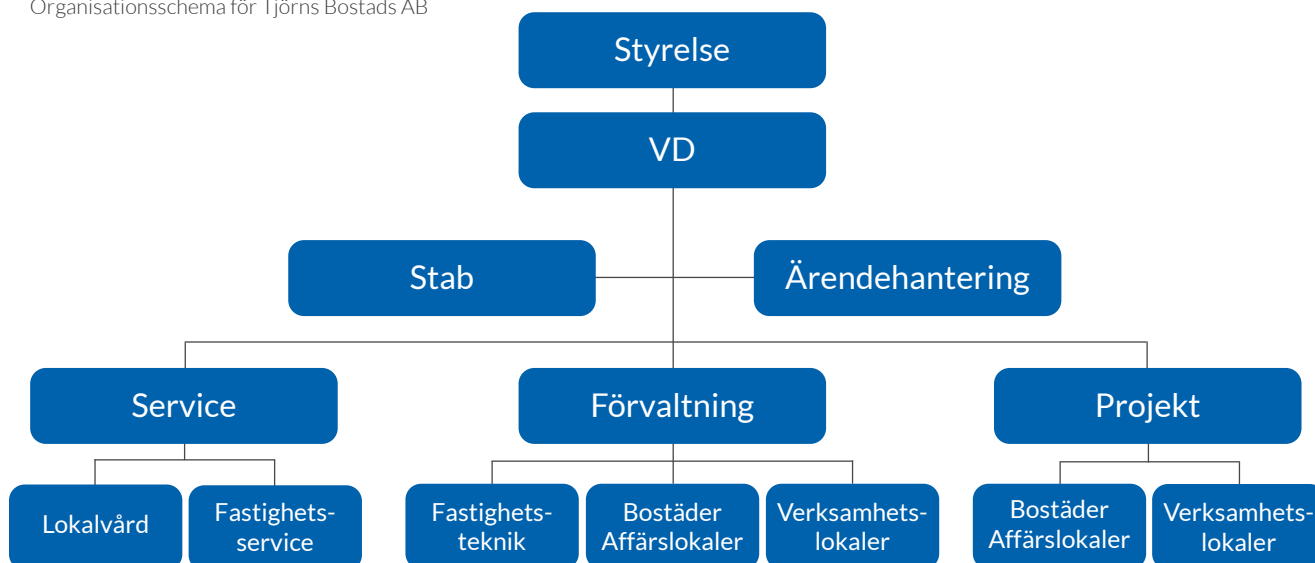 Organisationsschema för Tjörns Bostads AB
Styrelse
VD
Stab
Ärendehantering
Service
Förvaltning
Projekt
Lokalvård
Fastighets-
service
Fastighets-
teknik
Bostäder
Affärslokaler
Verksamhets-
lokaler
Bostäder
Affärslokaler
Verksamhets-
lokaler